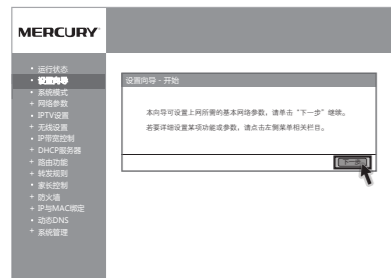 MERCURY
• 运行状态
• 设置向导
• 系统模式
+ 网络参数
• IPTV设置
+ 无线设置
• IP带宽控制
+ DHCP服务器
+ 路由功能
+ 转发规则
• 家长控制
+ 防火墙
+ IP与MAC绑定
• 动态DNS
+ 系统管理
设置向导 - 开始
本向导可设置上网所需的基本网络参数，请单击“下一步”继续。
若要详细设置某项功能或参数，请点击左侧菜单相关栏目。
下一步